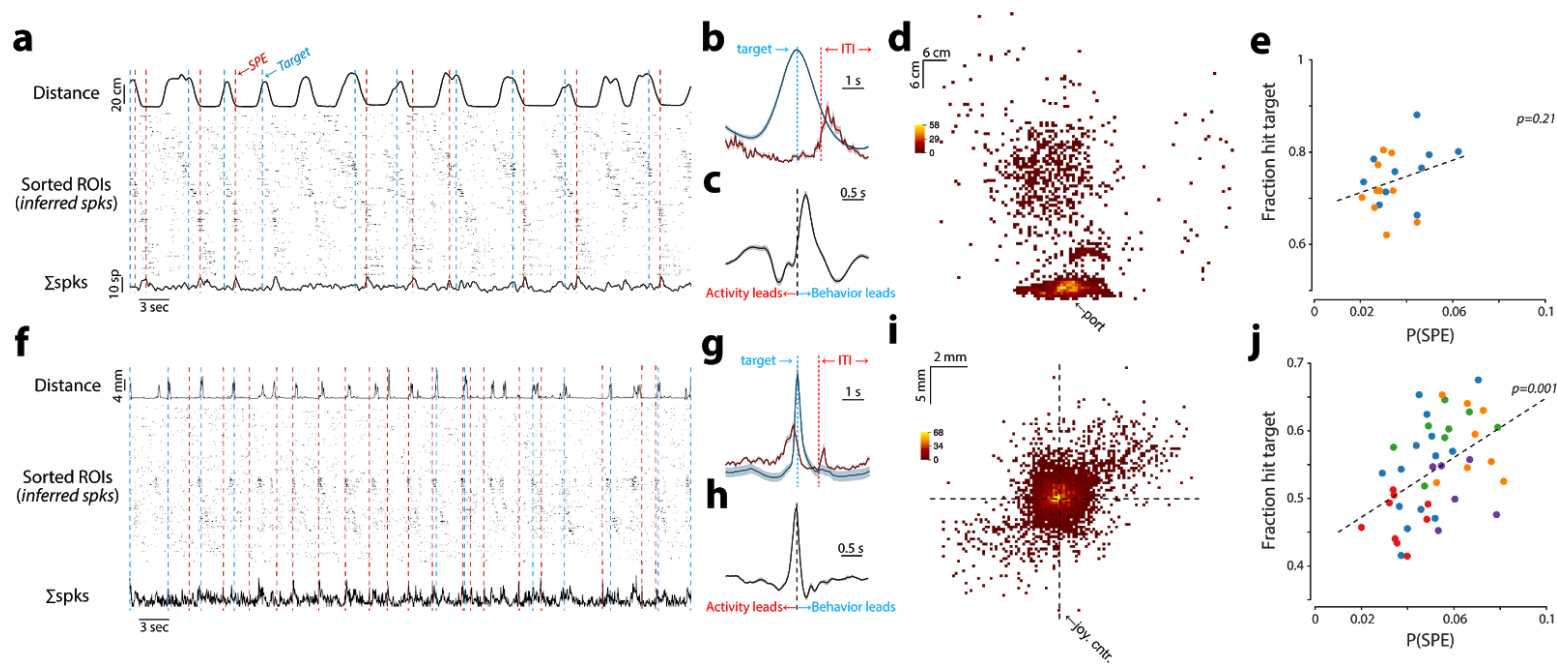 a
←SPE
←Target
Distance
20 cm
Sorted ROIs
(inferred spks)
∑spks
10 sp
3 sec
b
target →
← ITI →
1 s
c
0.5 s
Activity leads←→Behavior leads
d
6 cm
6 cm
58
29
0
←port
e
Fraction hit target
1
0.8
0.6
p=0.21
0
0.02
0.06
0.1
P(SPE)
f
Distance
4 mm
Sorted ROIs
(inferred spks)
∑spks
3 sec
g
target →
← ITI →
1 s
h
0.5 s
Activity leads←→Behavior leads
i
2 mm
5 mm
68
34
0
←joy. cntr.
j
Fraction hit target
0.7
0.6
0.5
0.4
p=0.001
0
0.02
0.06
0.1
P(SPE)